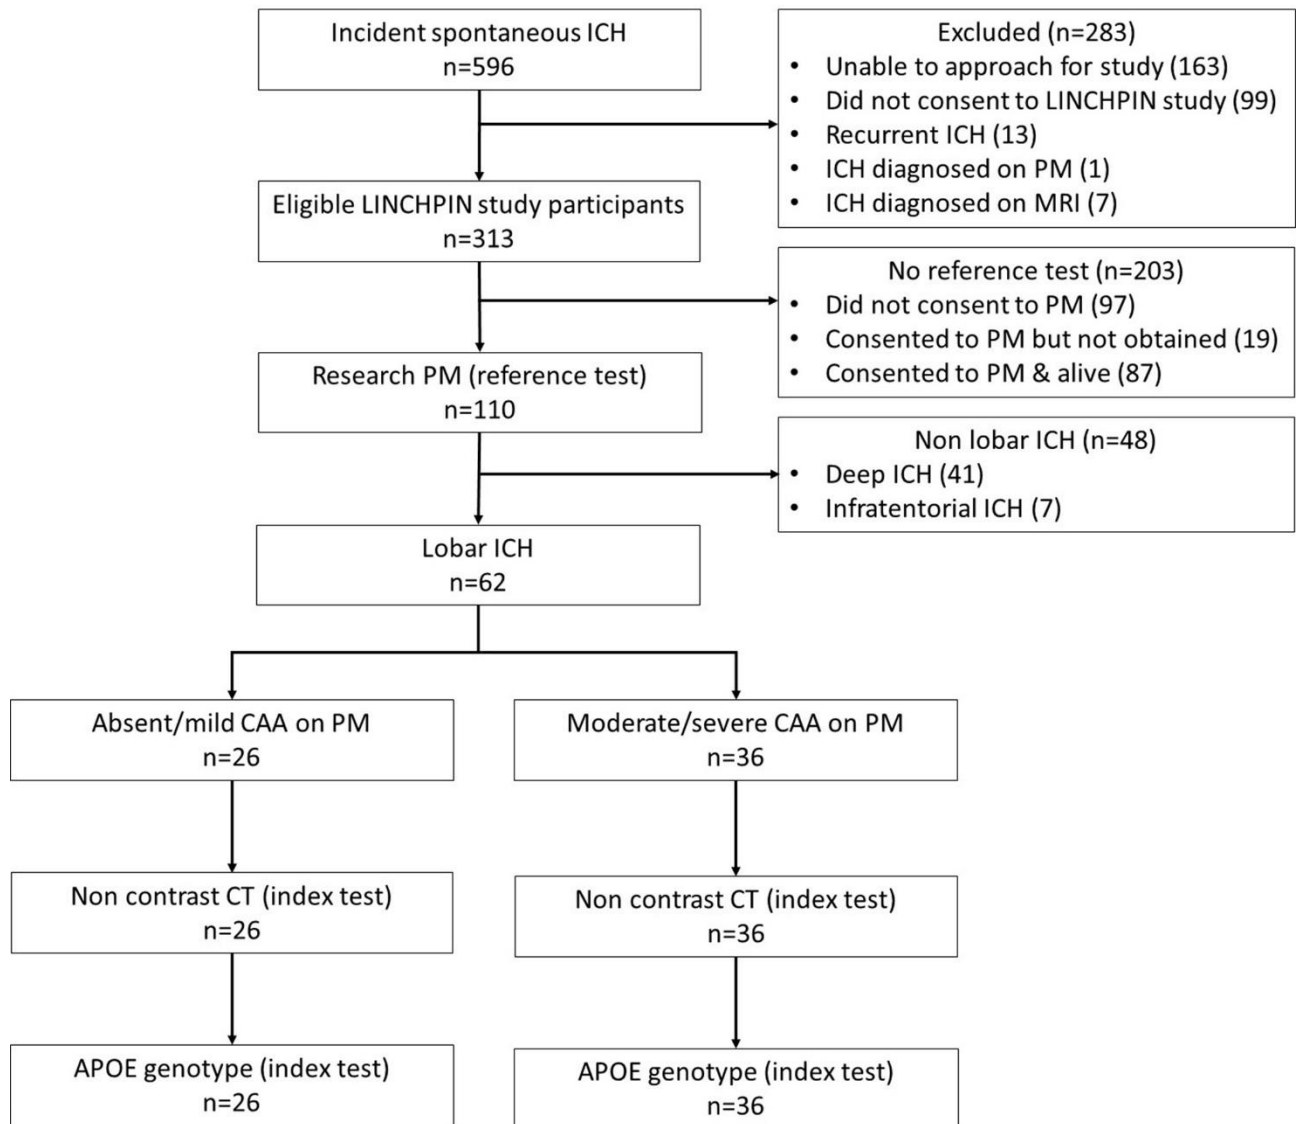 Incident spontaneous ICH
n=596
Excluded (n=283)
• Unable to approach for study (163)
• Did not consent to LINCHPIN study (99)
• Recurrent ICH (13)
• ICH diagnosed on PM (1)
• ICH diagnosed on MRI (7)
Eligible LINCHPIN study participants
n=313
No reference test (n=203)
• Did not consent to PM (97)
• Consented to PM but not obtained (19)
• Consented to PM & alive (87)
Research PM (reference test)
n=110
Non lobar ICH (n=48)
• Deep ICH (41)
• Infratentorial ICH (7)
Lobar ICH
n=62
Absent/mild CAA on PM
n=26
Moderate/severe CAA on PM
n=36
Non contrast CT (index test)
n=26
Non contrast CT (index test)
n=36
APOE genotype (index test)
n=26
APOE genotype (index test)
n=36